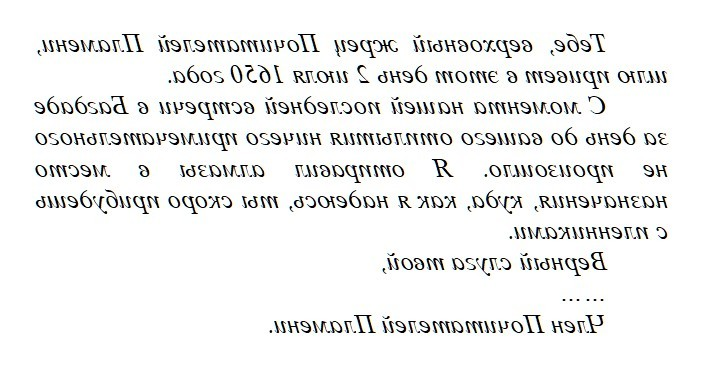 Тебе, верховный жрец Почитателей Пламени,
шлю привет в этот день 2 июля 1650 года.
С момента нашей последней встречи в Багдаде
за день до вашего отплытия ничего примечательного
не произошло. Я отправил алмазы в место
назначения, куда, как я надеюсь, ты скоро прибудешь
с пленниками.
Верный слуга твой,
... ...
Член Почитателей Пламени.